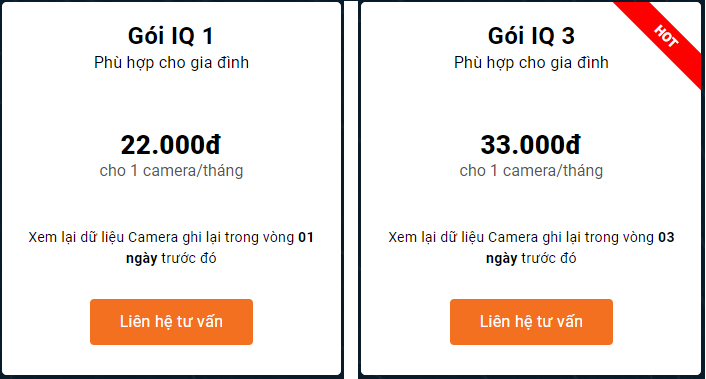 Gói IQ 1
Phù hợp cho gia đình
22.000đ
cho 1 camera/tháng
Xem lại dữ liệu Camera ghi lại trong vòng 01
ngày trước đó
Liên hệ tư vấn
Gói IQ 3
HOT
Phù hợp cho gia đình
33.000đ
cho 1 camera/tháng
Xem lại dữ liệu Camera ghi lại trong vòng 03
ngày trước đó
Liên hệ tư vấn